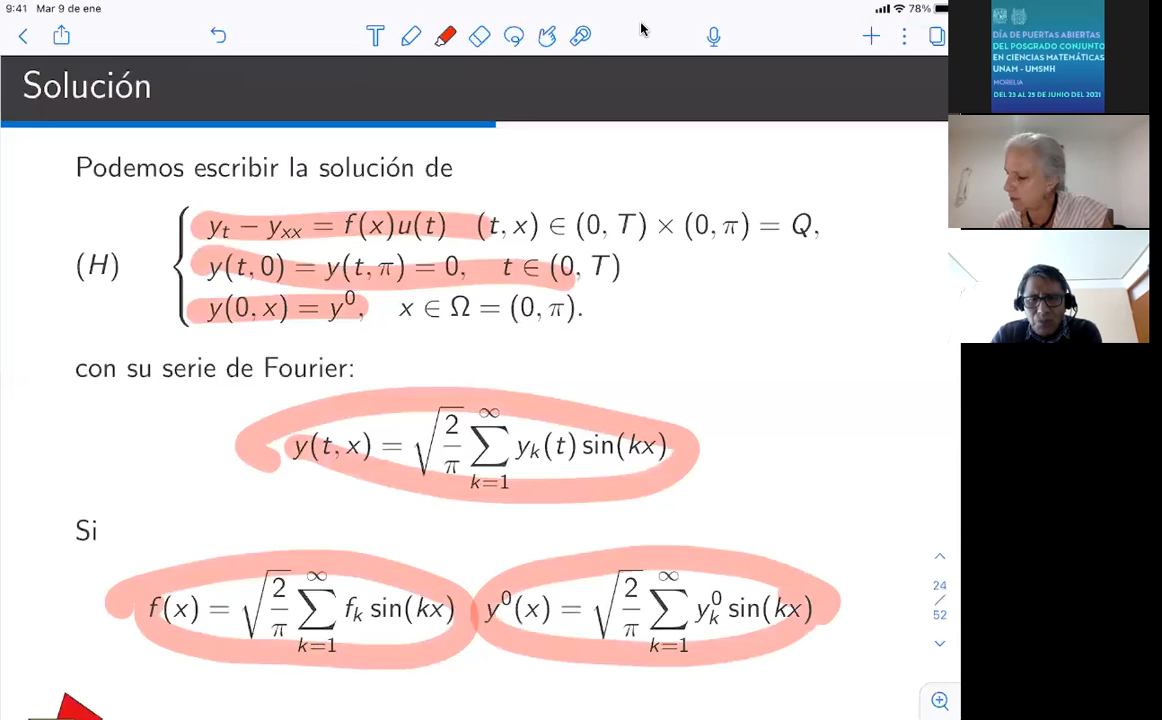 9:41 Mar 9 de ene
78%
DÍA DE PUERTAS ABIERTAS
DEL POSGRADO CONJUNTO
EN CIENCIAS MATEMÁTICAS
UNAM - UMSNH
MORELIA
DEL 23 AL 25 DE JUNIO DEL 2021
Solución
Podemos escribir la solución de
(H) { y_t − y_{xx} = f(x)u(t) (t, x) ∈ (0, T) × (0, π) = Q,
y(t, 0) = y(t, π) = 0, t ∈ (0, T)
y(0, x) = y^0, x ∈ Ω = (0, π).
con su serie de Fourier:
y(t, x) = √(2/π) ∑_{k=1}^{∞} y_k(t) sin(kx)
Si
f(x) = √(2/π) ∑_{k=1}^{∞} f_k sin(kx) y^0(x) = √(2/π) ∑_{k=1}^{∞} y_k^0 sin(kx)
24
/
52